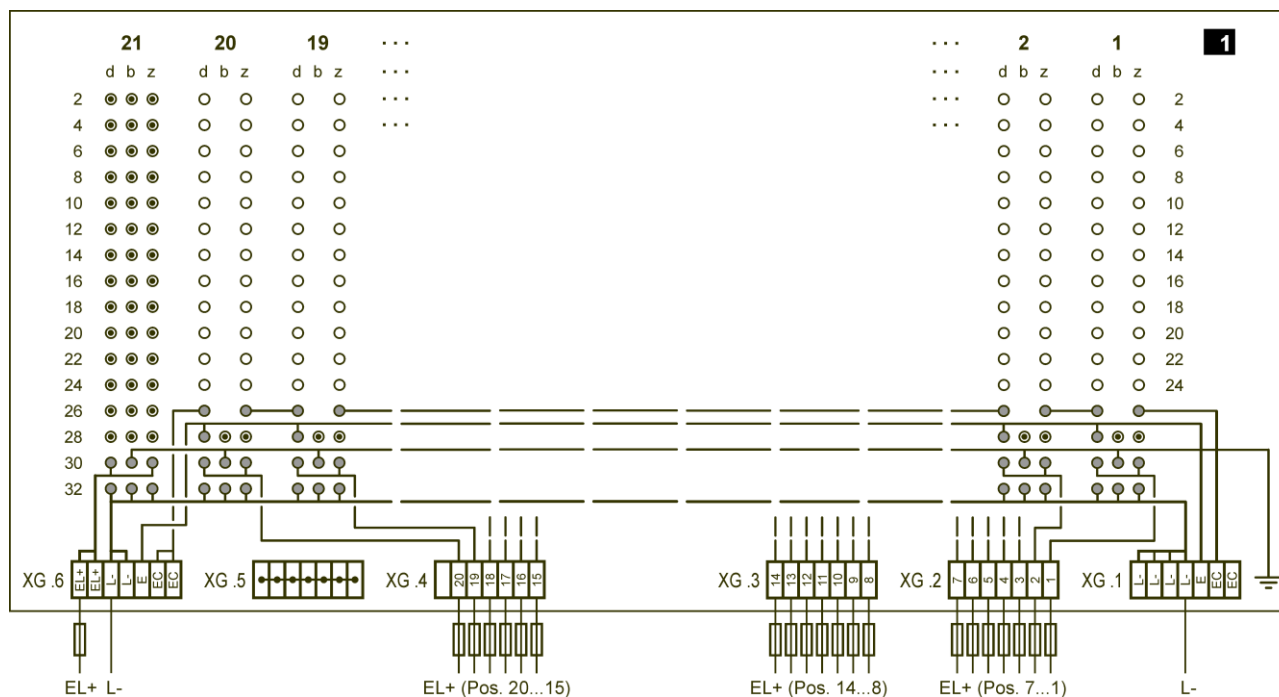 21 20 19 ··· ··· 2 1 1
d b z d b z d b z ··· ··· d b z d b z
2 ··· ··· 2
4 ··· ··· 4
6 6
8 8
10 10
12 12
14 14
16 16
18 18
20 20
22 22
24 24
26
28
30
32
XG .6 EL+ EL+ L- L- E EC EC XG .5 XG .4 20 19 18 17 16 15 XG .3 14 13 12 11 10 9 8 XG .2 7 6 5 4 3 2 1 XG .1 L- L- L- L- E EC EC
EL+ L- EL+ (Pos. 20...15) EL+ (Pos. 14...8) EL+ (Pos. 7...1) L-